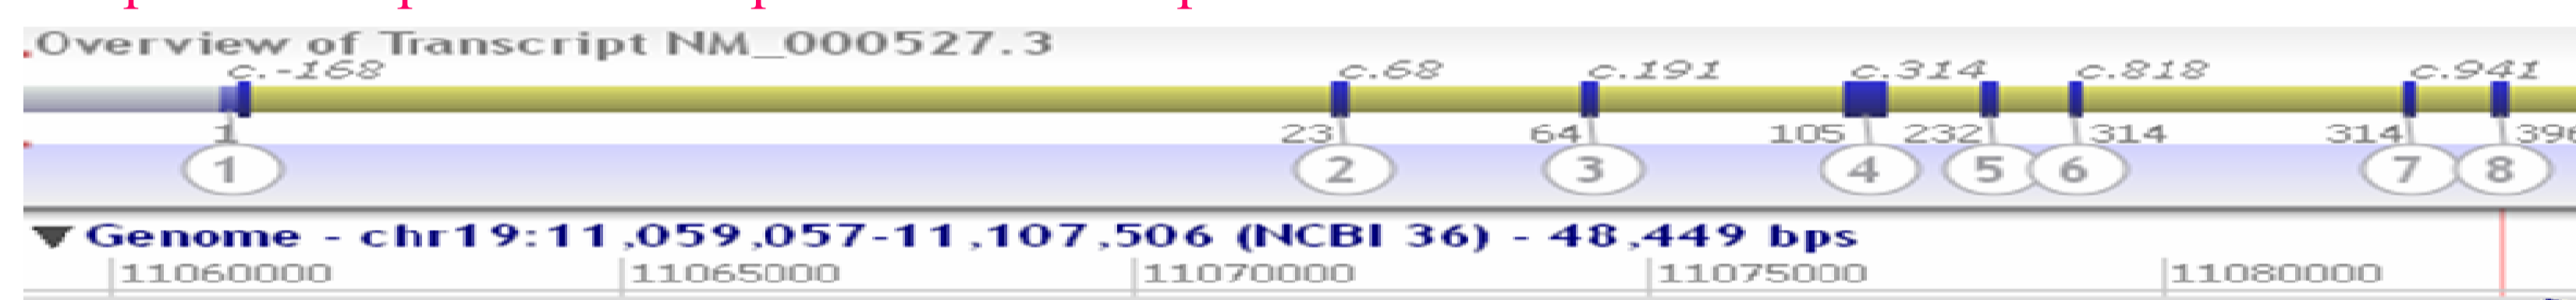 Overview of Transcript NM_000527.3
c.-168 c.68 c.191 c.314 c.818 c.941
1 23 64 105 232 314 314 396
1 2 3 4 5 6 7 8
Genome - chr19:11,059,057-11,107,506 (NCBI 36) - 48,449 bps
11060000 11065000 11070000 11075000 11080000